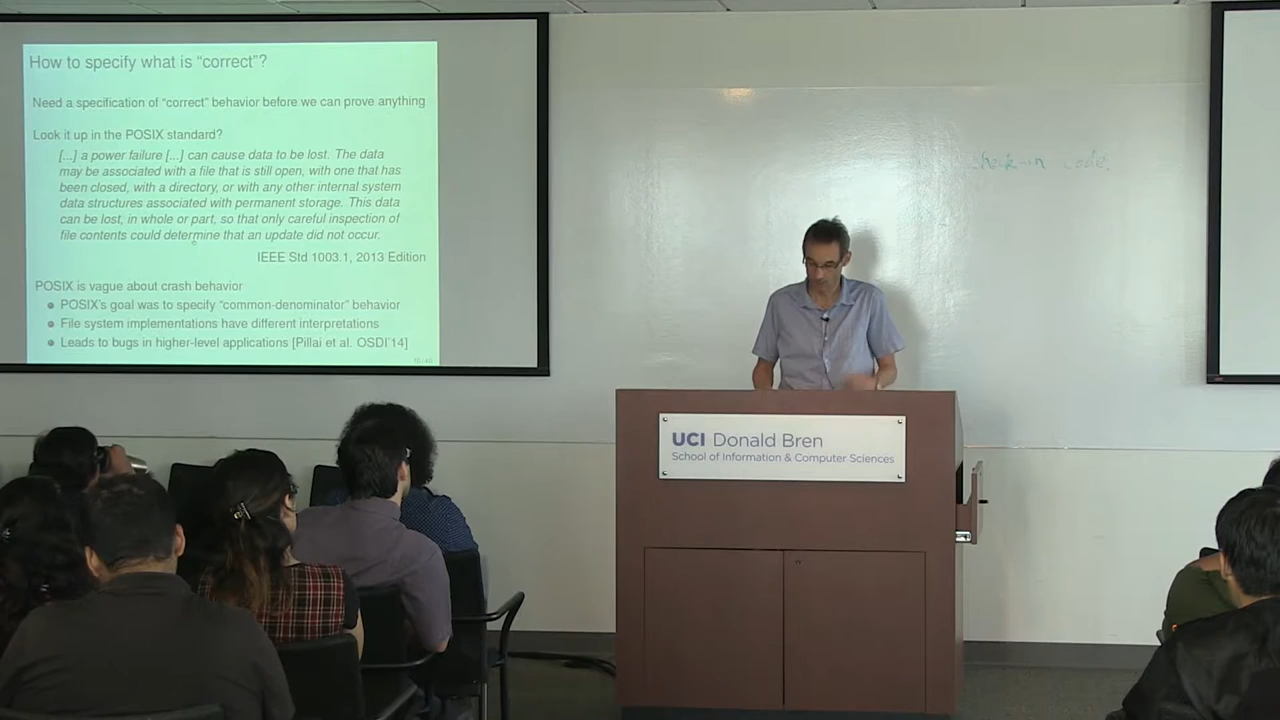 How to specify what is “correct”?
Need a specification of “correct” behavior before we can prove anything
Look it up in the POSIX standard?
[...] a power failure [...] can cause data to be lost. The data
may be associated with a file that is still open, with one that has
been closed, with a directory, or with any other internal system
data structures associated with permanent storage. This data
can be lost, in whole or part, so that only careful inspection of
file contents could determine that an update did not occur.
IEEE Std 1003.1, 2013 Edition
POSIX is vague about crash behavior
POSIX's goal was to specify “common-denominator” behavior
File system implementations have different interpretations
Leads to bugs in higher-level applications [Pillai et al. OSDI'14]
check-in code:
UCI Donald Bren
School of Information & Computer Sciences